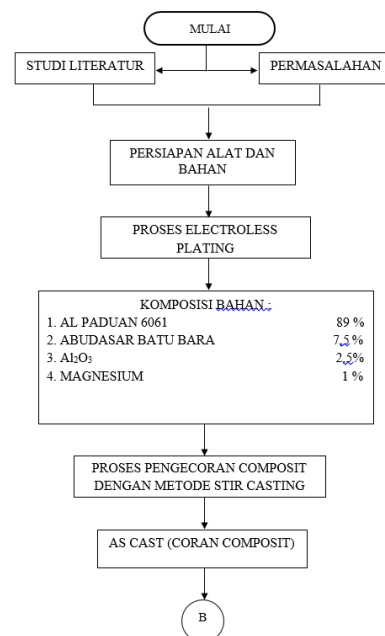 MULAI
STUDI LITERATUR
PERMASALAHAN
PERSIAPAN ALAT DAN
BAHAN
PROSES ELECTROLESS
PLATING
KOMPOSISI BAHAN :
1. AL PADUAN 6061 89 %
2. ABUDASAR BATU BARA 7,5 %
3. Al₂O₃ 2,5%
4. MAGNESIUM 1 %
PROSES PENGECORAN COMPOSIT
DENGAN METODE STIR CASTING
AS CAST (CORAN COMPOSIT)
B